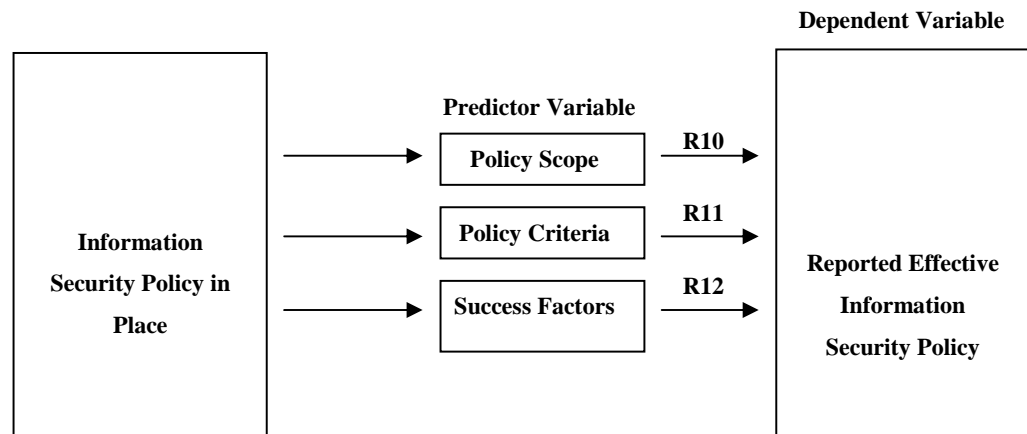 Dependent Variable
Predictor Variable
Policy Scope
R10
Policy Criteria
R11
Success Factors
R12
Information
Security Policy in
Place
Reported Effective
Information
Security Policy